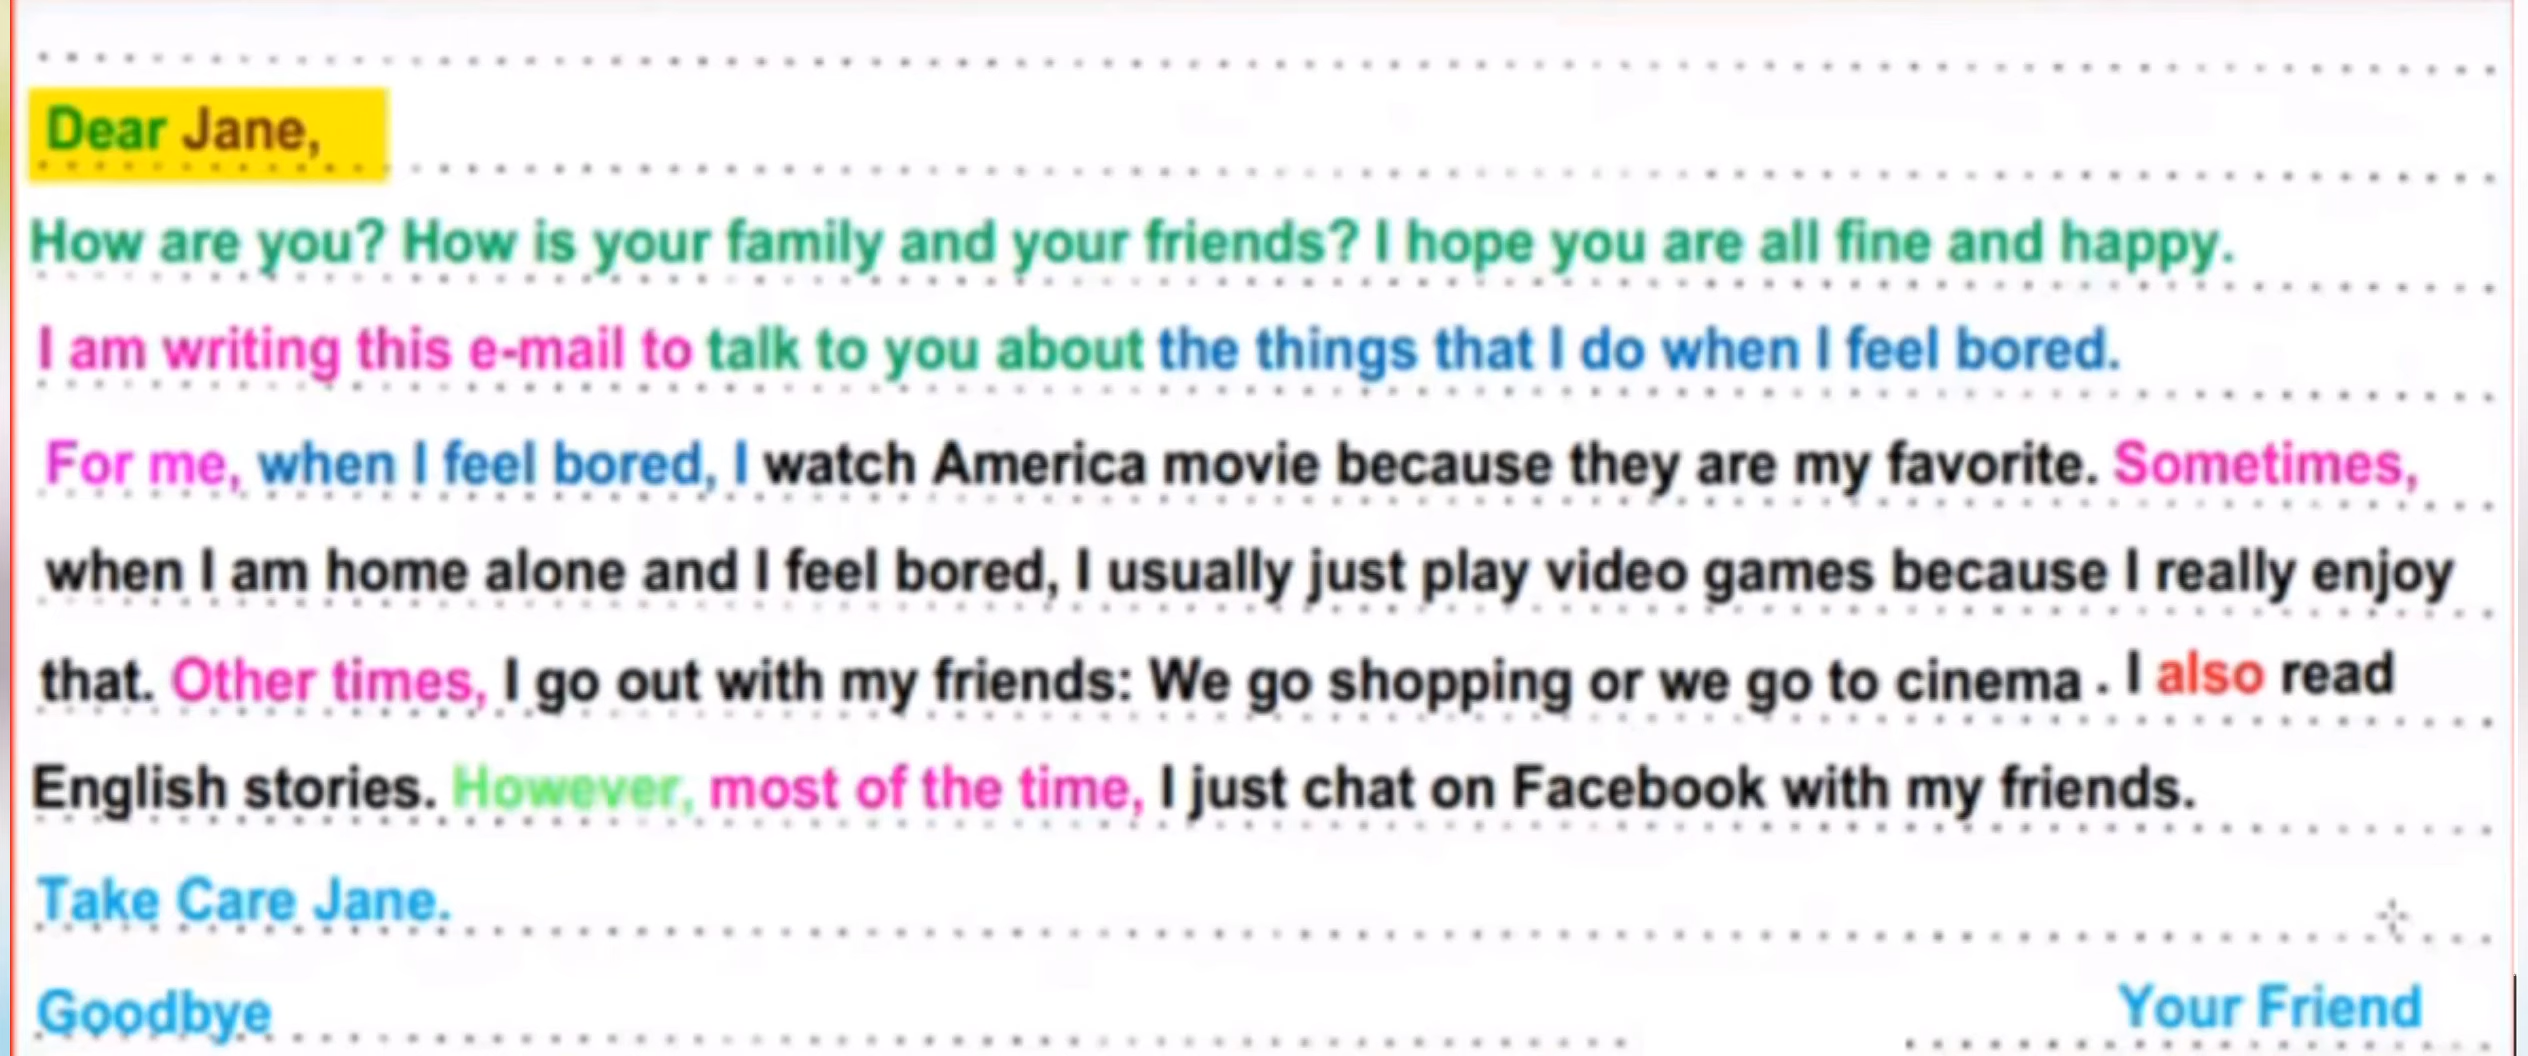 Dear Jane,
How are you? How is your family and your friends? I hope you are all fine and happy.
I am writing this e-mail to talk to you about the things that I do when I feel bored.
For me, when I feel bored, I watch America movie because they are my favorite. Sometimes,
when I am home alone and I feel bored, I usually just play video games because I really enjoy
that. Other times, I go out with my friends: We go shopping or we go to cinema . I also read
English stories. However, most of the time, I just chat on Facebook with my friends.
Take Care Jane.
Goodbye Your Friend